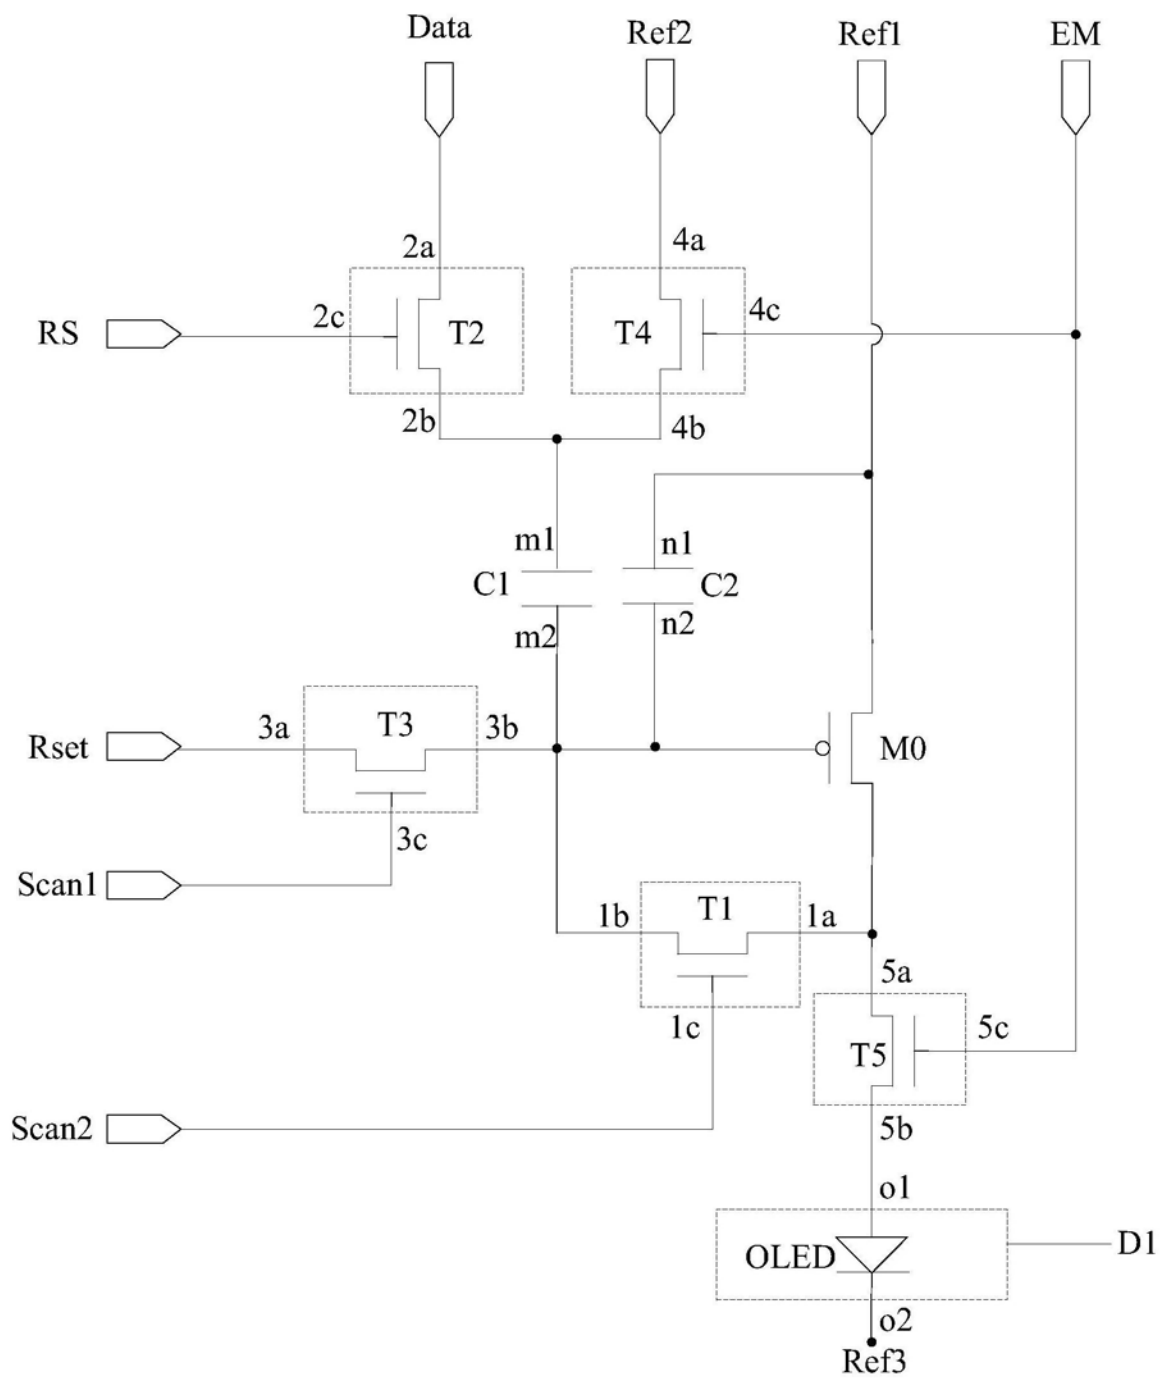 Data
Ref2
Ref1
EM
2a
4a
RS
2c
T2
T4
4c
2b
4b
m1
n1
C1
C2
m2
n2
Rset
3a
T3
3b
M0
3c
Scan1
1b
T1
1a
5a
1c
T5
5c
Scan2
5b
o1
OLED
D1
o2
Ref3